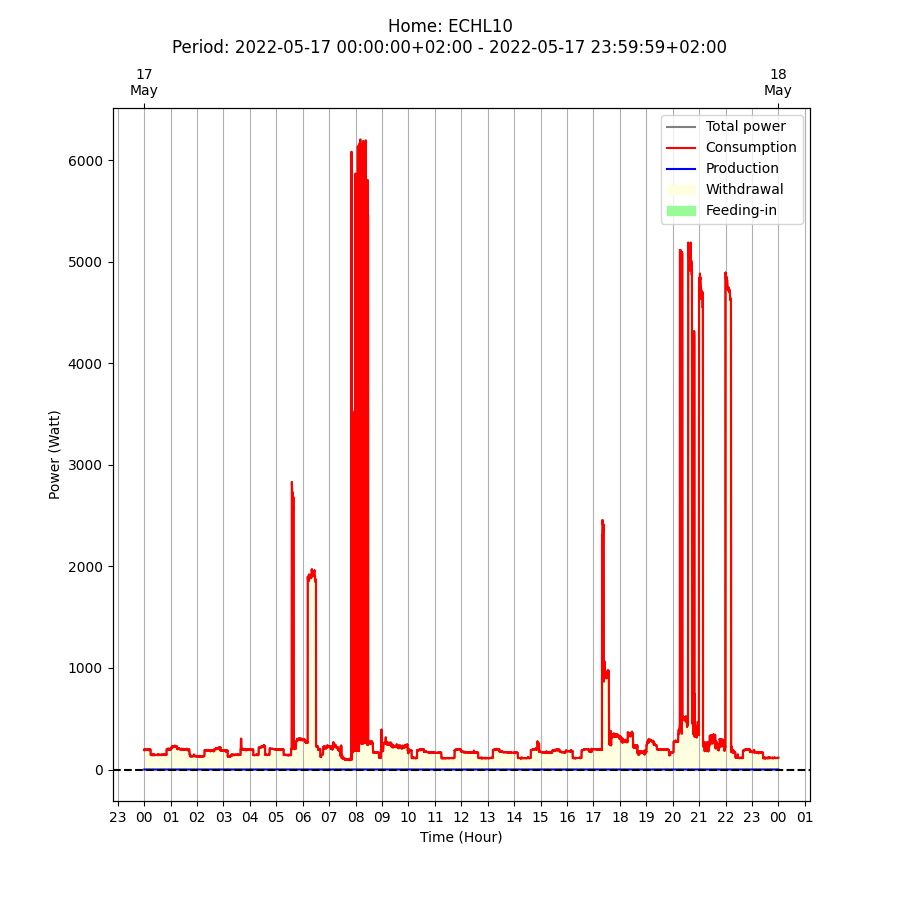 Home: ECHL10
Period: 2022-05-17 00:00:00+02:00 - 2022-05-17 23:59:59+02:00
17 18
May May
Total power
Consumption
Production
Withdrawal
Feeding-in
6000
5000
4000
3000
2000
1000
0
Power (Watt)
23 00 01 02 03 04 05 06 07 08 09 10 11 12 13 14 15 16 17 18 19 20 21 22 23 00 01
Time (Hour)